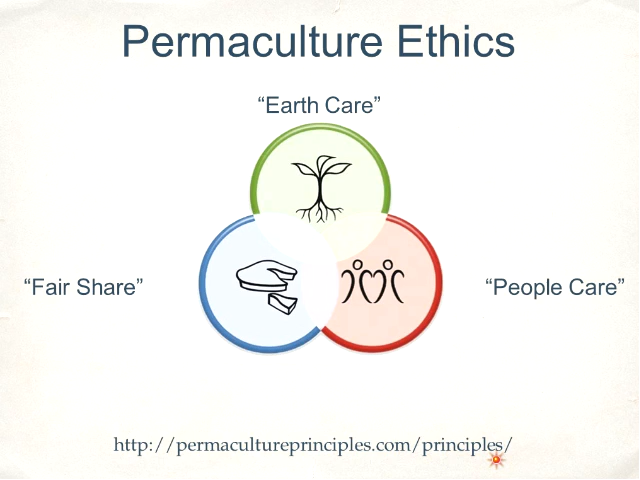 Permaculture Ethics
“Earth Care”
“Fair Share”
“People Care”
http://permacultureprinciples.com/principles/